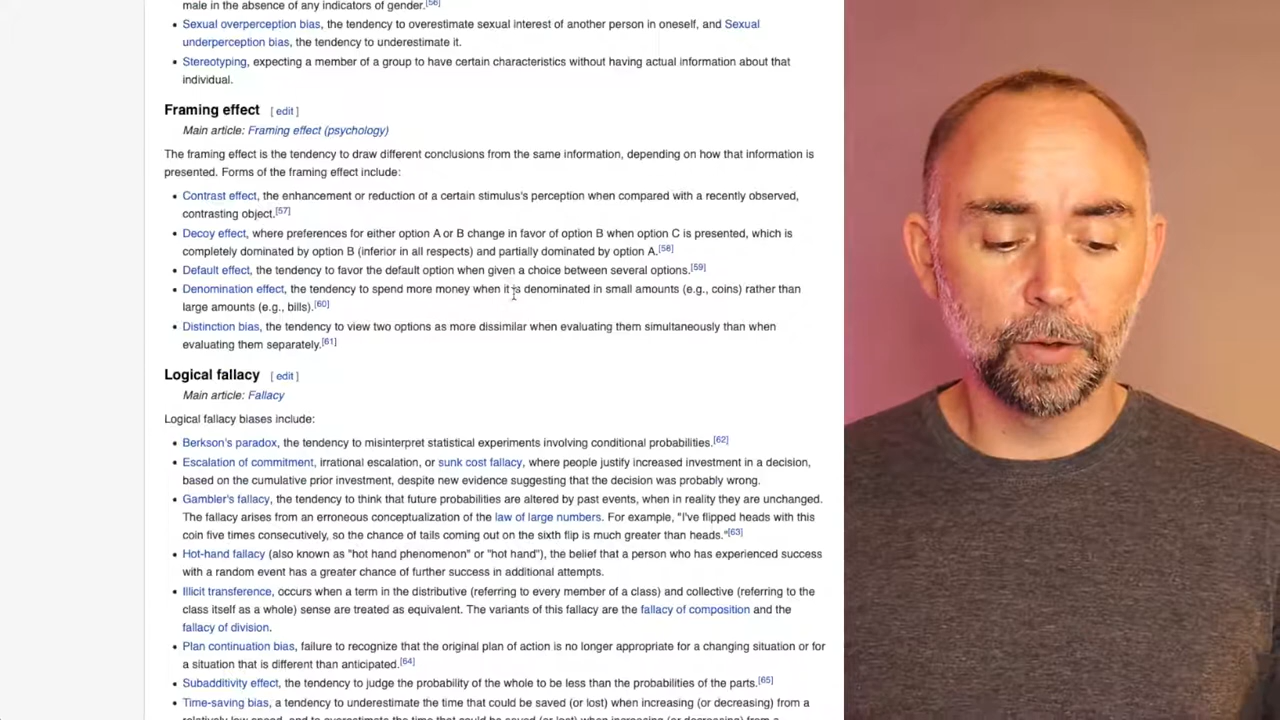 male in the absence of any indicators of gender.[56]
• Sexual overperception bias, the tendency to overestimate sexual interest of another person in oneself, and Sexual
underperception bias, the tendency to underestimate it.
• Stereotyping, expecting a member of a group to have certain characteristics without having actual information about that
individual.
Framing effect [ edit ]
Main article: Framing effect (psychology)
The framing effect is the tendency to draw different conclusions from the same information, depending on how that information is
presented. Forms of the framing effect include:
• Contrast effect, the enhancement or reduction of a certain stimulus's perception when compared with a recently observed,
contrasting object.[57]
• Decoy effect, where preferences for either option A or B change in favor of option B when option C is presented, which is
completely dominated by option B (inferior in all respects) and partially dominated by option A.[58]
• Default effect, the tendency to favor the default option when given a choice between several options.[59]
• Denomination effect, the tendency to spend more money when it is denominated in small amounts (e.g., coins) rather than
large amounts (e.g., bills).[60]
• Distinction bias, the tendency to view two options as more dissimilar when evaluating them simultaneously than when
evaluating them separately.[61]
Logical fallacy [ edit ]
Main article: Fallacy
Logical fallacy biases include:
• Berkson's paradox, the tendency to misinterpret statistical experiments involving conditional probabilities.[62]
• Escalation of commitment, irrational escalation, or sunk cost fallacy, where people justify increased investment in a decision,
based on the cumulative prior investment, despite new evidence suggesting that the decision was probably wrong.
• Gambler's fallacy, the tendency to think that future probabilities are altered by past events, when in reality they are unchanged.
The fallacy arises from an erroneous conceptualization of the law of large numbers. For example, "I've flipped heads with this
coin five times consecutively, so the chance of tails coming out on the sixth flip is much greater than heads."[63]
• Hot-hand fallacy (also known as "hot hand phenomenon" or "hot hand"), the belief that a person who has experienced success
with a random event has a greater chance of further success in additional attempts.
• Illicit transference, occurs when a term in the distributive (referring to every member of a class) and collective (referring to the
class itself as a whole) sense are treated as equivalent. The variants of this fallacy are the fallacy of composition and the
fallacy of division.
• Plan continuation bias, failure to recognize that the original plan of action is no longer appropriate for a changing situation or for
a situation that is different than anticipated.[64]
• Subadditivity effect, the tendency to judge the probability of the whole to be less than the probabilities of the parts.[65]
• Time-saving bias, a tendency to underestimate the time that could be saved (or lost) when increasing (or decreasing) from a
relatively low speed, and to overestimate the time that could be saved (or lost) when increasing (or decreasing) from a